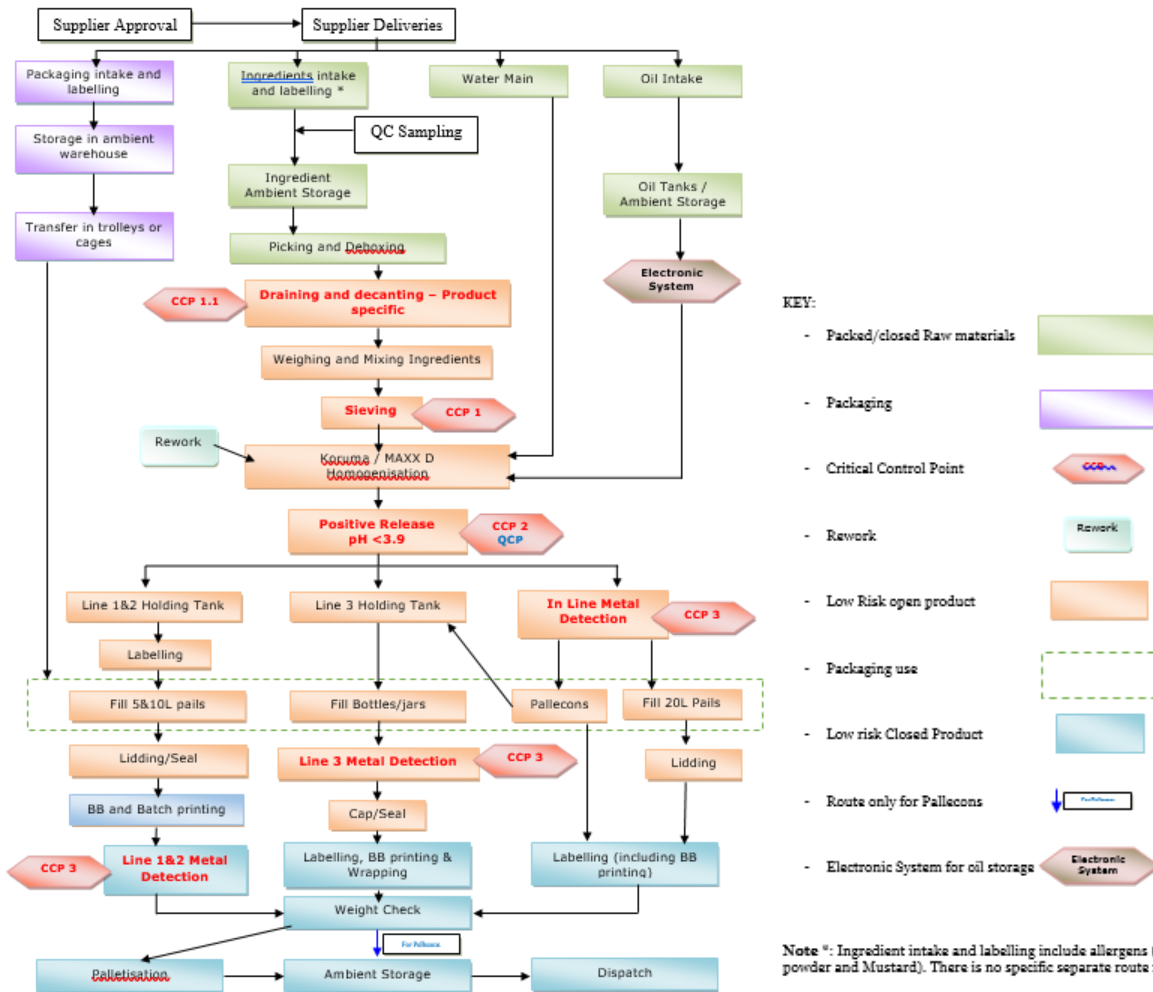 Supplier Approval
Supplier Deliveries
Packaging intake and
labelling
Ingredients intake
and labelling *
Water Main
Oil Intake
QC Sampling
Storage in ambient
warehouse
Ingredient
Ambient Storage
Oil Tanks /
Ambient Storage
Transfer in trolleys or
cages
Picking and Deboxing
Electronic
System
CCP 1.1
Draining and decanting – Product
specific
Weighing and Mixing Ingredients
Sieving
CCP 1
Rework
Koruma / MAXX D
Homogenisation
Positive Release
pH <3.9
CCP 2
QCP
Line 1&2 Holding Tank
Line 3 Holding Tank
In Line Metal
Detection
CCP 3
Labelling
Fill 5&10L pails
Fill Bottles/jars
Pallecons
Fill 20L Pails
Lidding/Seal
Line 3 Metal Detection
CCP 3
Lidding
BB and Batch printing
Cap/Seal
CCP 3
Line 1&2 Metal
Detection
Labelling, BB printing &
Wrapping
Labelling (including BB
printing)
Weight Check
For Pallecons
Palletisation
Ambient Storage
Dispatch
KEY:
- Packed/closed Raw materials
- Packaging
- Critical Control Point
CCP
- Rework
Rework
- Low Risk open product
- Packaging use
- Low risk Closed Product
- Route only for Pallecons
For Pallecons
- Electronic System for oil storage
Electronic
System
Note *: Ingredient intake and labelling include allergens (
powder and Mustard). There is no specific separate route